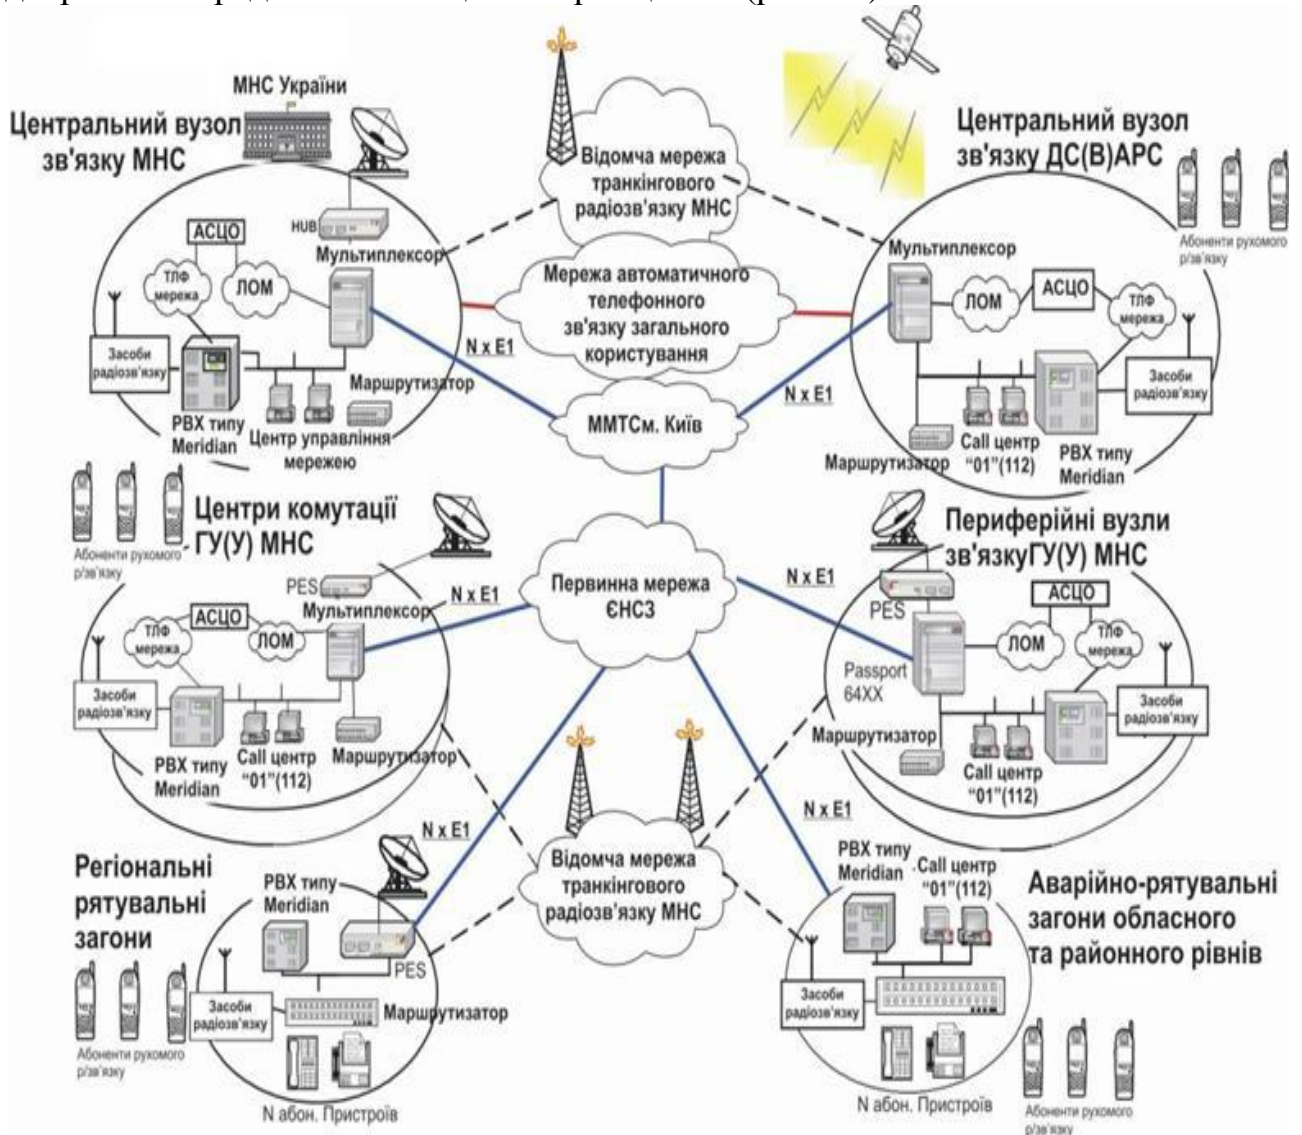 МНС України
Центральний вузол
зв'язку МНС
HUB
АСЦО
Мультиплексор
ТЛФ
мережа
ЛОМ
Засоби
радіозв'язку
N x E1
Маршрутизатор
PBX типу
Meridian
Центр управління
мережею
Відомча мережа
транкінгового
радіозв'язку МНС
Мережа автоматичного
телефонного
зв'язку загального
користування
ММТСм. Київ
Центральний вузол
зв'язку ДС(В)АРС
Абоненти рухомого
р/зв'язку
Мультиплексор
ЛОМ
АСЦО
ТЛФ
мережа
Засоби
радіозв'язку
N x E1
Маршрутизатор
Call центр
"01"(112)
PBX типу
Meridian
Центри комутації
ГУ(У) МНС
Абоненти рухомого
р/зв'язку
PES
Мультиплексор
N x E1
АСЦО
ТЛФ
мережа
ЛОМ
Засоби
радіозв'язку
PBX типу
Meridian
Call центр
"01"(112)
Маршрутизатор
Первинна мережа
ЄНСЗ
Периферійні вузли
зв'язкуГУ(У) МНС
N x E1
PES
АСЦО
ЛОМ
ТЛФ
мережа
Passport
64XX
Засоби
радіозв'язку
Маршрутизатор
Call центр
"01"(112)
N x E1
N x E1
Відомча мережа
транкінгового
радіозв'язку МНС
Регіональні
рятувальні
загони
PBX типу
Meridian
PES
Засоби
радіозв'язку
Маршрутизатор
Абоненти рухомого
р/зв'язку
N абон. Пристроїв
PBX типу
Meridian
Call центр
"01"(112)
Аварійно-рятувальні
загони обласного
та районного рівнів
Засоби
радіозв'язку
N абон. Пристроїв
Абоненти рухомого
р/зв'язку